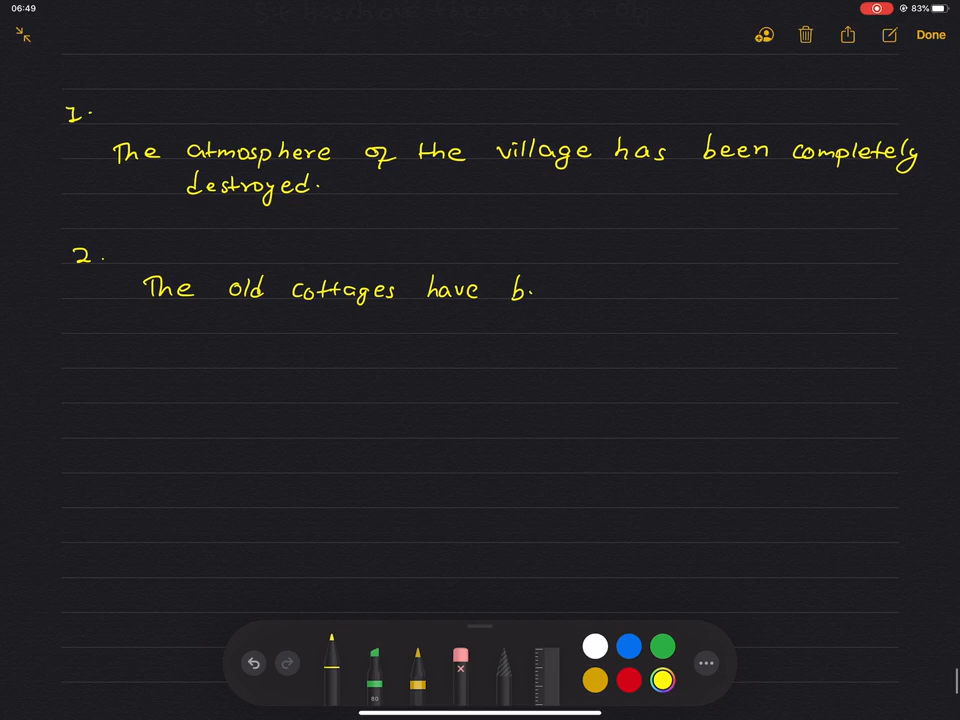 06:49
83%
Done
1.
The atmosphere of the village has been completely
destroyed.
2.
The old cottages have b.
80